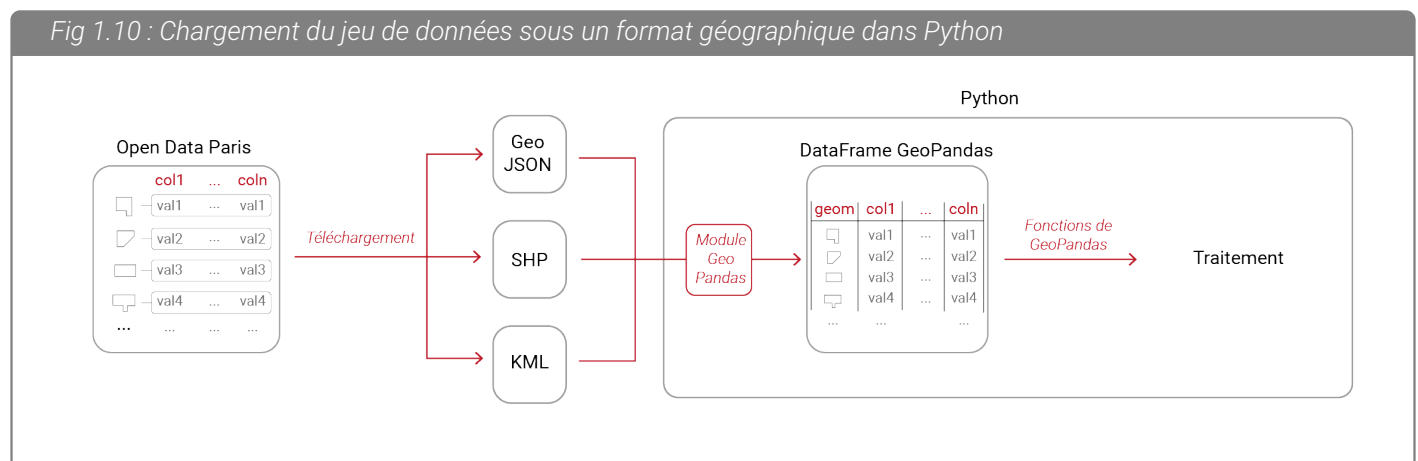 Fig 1.10 : Chargement du jeu de données sous un format géographique dans Python
Open Data Paris
col1 ... coln
val1 ... val1
val2 ... val2
val3 ... val3
val4 ... val4
... ... ... ...
Téléchargement
Geo
JSON
SHP
KML
Python
Module
Geo
Pandas
DataFrame GeoPandas
geom col1 ... coln
val1 ... val1
val2 ... val2
val3 ... val3
val4 ... val4
... ... ...
Fonctions de
GeoPandas
Traitement